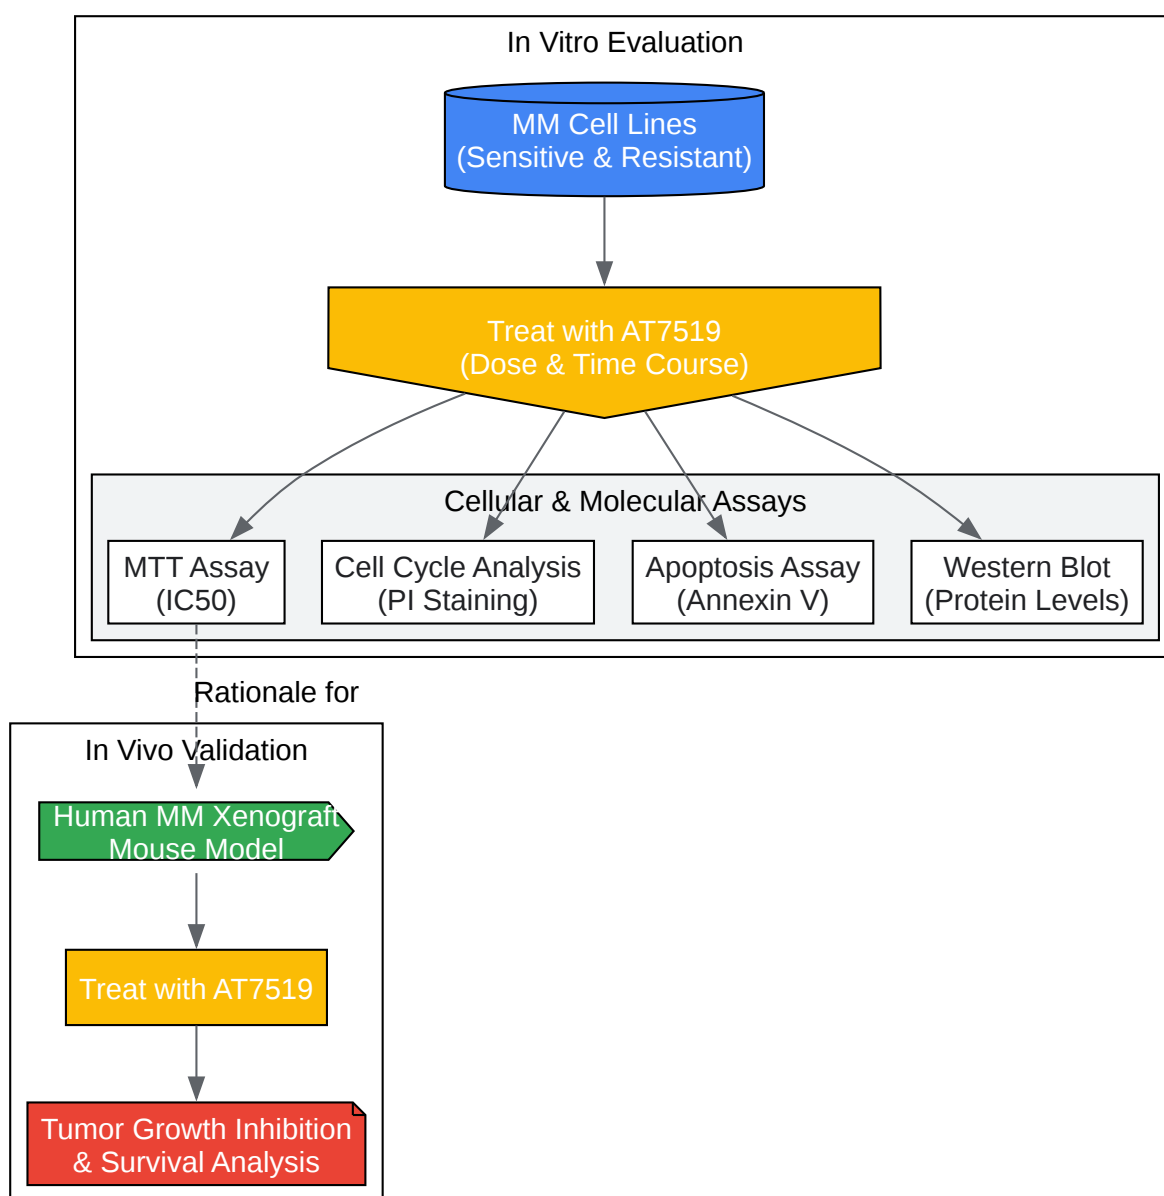 In Vitro Evaluation
MM Cell Lines
(Sensitive & Resistant)
Treat with AT7519
(Dose & Time Course)
Cellular & Molecular Assays
MTT Assay
(IC50)
Cell Cycle Analysis
(PI Staining)
Apoptosis Assay
(Annexin V)
Western Blot
(Protein Levels)
Rationale for
In Vivo Validation
Human MM Xenograft
Mouse Model
Treat with AT7519
Tumor Growth Inhibition
& Survival Analysis